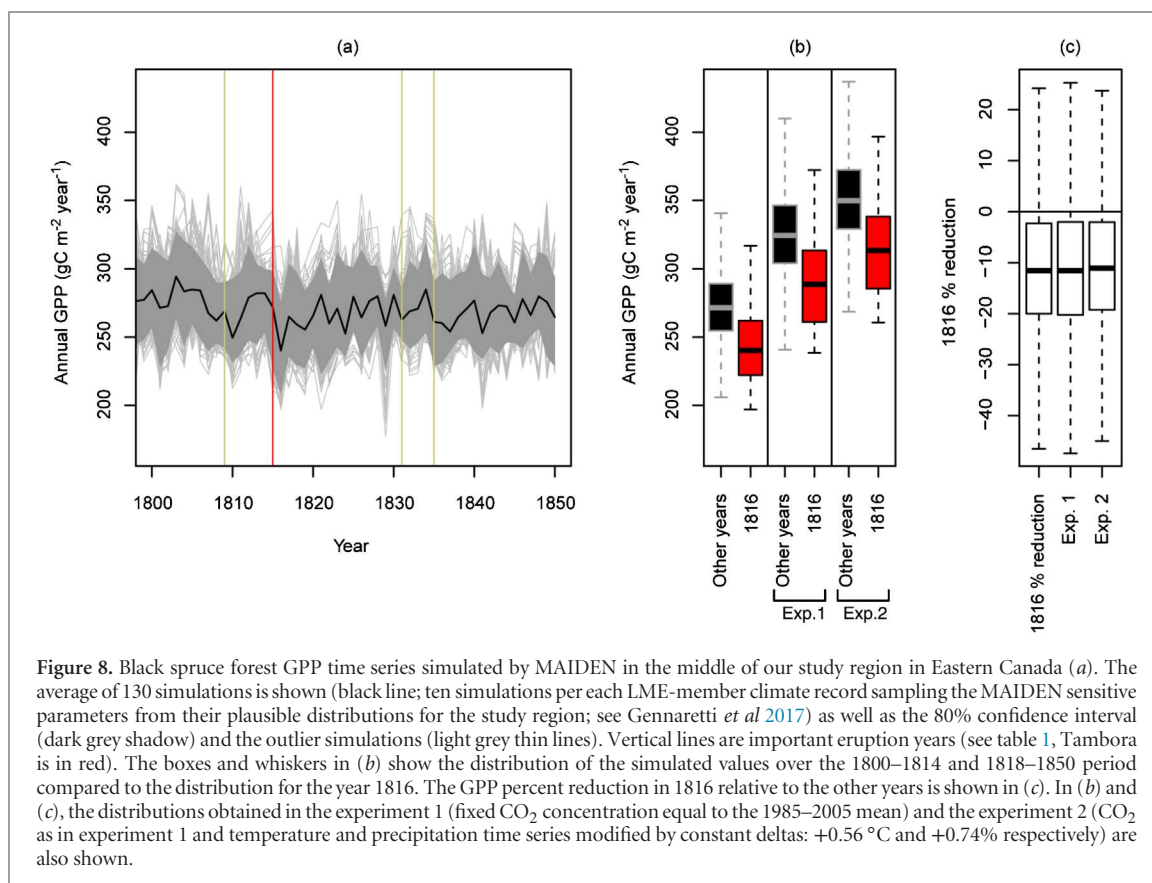 (a)
(b)
(c)
Annual GPP (gC m⁻² year⁻¹)
400
350
300
250
200
1800
1810
1820
1830
1840
1850
Year
Annual GPP (gC m⁻² year⁻¹)
400
350
300
250
200
Other years
1816
Other years
1816
Other years
1816
Exp.1
Exp.2
1816 % reduction
20
10
0
−10
−20
−30
−40
1816 % reduction
Exp. 1
Exp. 2
Figure 8. Black spruce forest GPP time series simulated by MAIDEN in the middle of our study region in Eastern Canada (a). The
average of 130 simulations is shown (black line; ten simulations per each LME-member climate record sampling the MAIDEN sensitive
parameters from their plausible distributions for the study region; see Gennaretti et al 2017) as well as the 80% confidence interval
(dark grey shadow) and the outlier simulations (light grey thin lines). Vertical lines are important eruption years (see table 1, Tambora
is in red). The boxes and whiskers in (b) show the distribution of the simulated values over the 1800–1814 and 1818–1850 period
compared to the distribution for the year 1816. The GPP percent reduction in 1816 relative to the other years is shown in (c). In (b) and
(c), the distributions obtained in the experiment 1 (fixed CO₂ concentration equal to the 1985–2005 mean) and the experiment 2 (CO₂
as in experiment 1 and temperature and precipitation time series modified by constant deltas: +0.56 °C and +0.74% respectively) are
also shown.